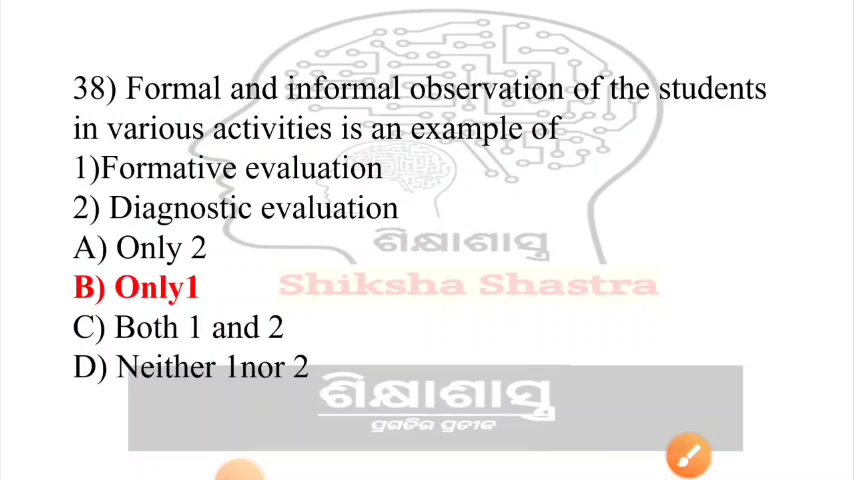 38) Formal and informal observation of the students
in various activities is an example of
1)Formative evaluation
2) Diagnostic evaluation
A) Only 2
ଶିକ୍ଷାଶାସ୍ତ୍ର
B) Only1
Shiksha Shastra
C) Both 1 and 2
D) Neither 1nor 2
ଶିକ୍ଷାଶାସ୍ତ୍ର
ପ୍ରଗତିର ପ୍ରତୀକ